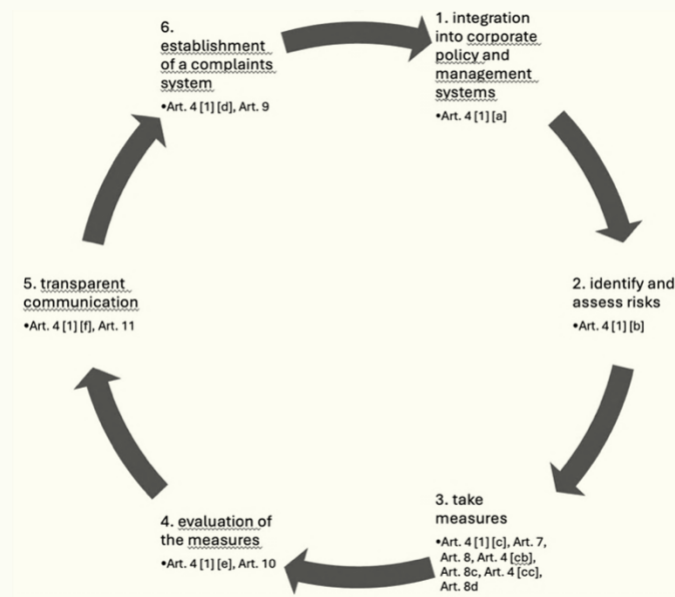 1. integration
into corporate
policy and
management
systems
•Art. 4 [1] [a]
2. identify and
assess risks
•Art. 4 [1] [b]
3. take
measures
•Art. 4 [1] [c], Art. 7,
Art. 8, Art. 4 [cb],
Art. 8c, Art. 4 [cc],
Art. 8d
4. evaluation of
the measures
•Art. 4 [1] [e], Art. 10
5. transparent
communication
•Art. 4 [1] [f], Art. 11
6.
establishment
of a complaints
system
•Art. 4 [1] [d], Art. 9